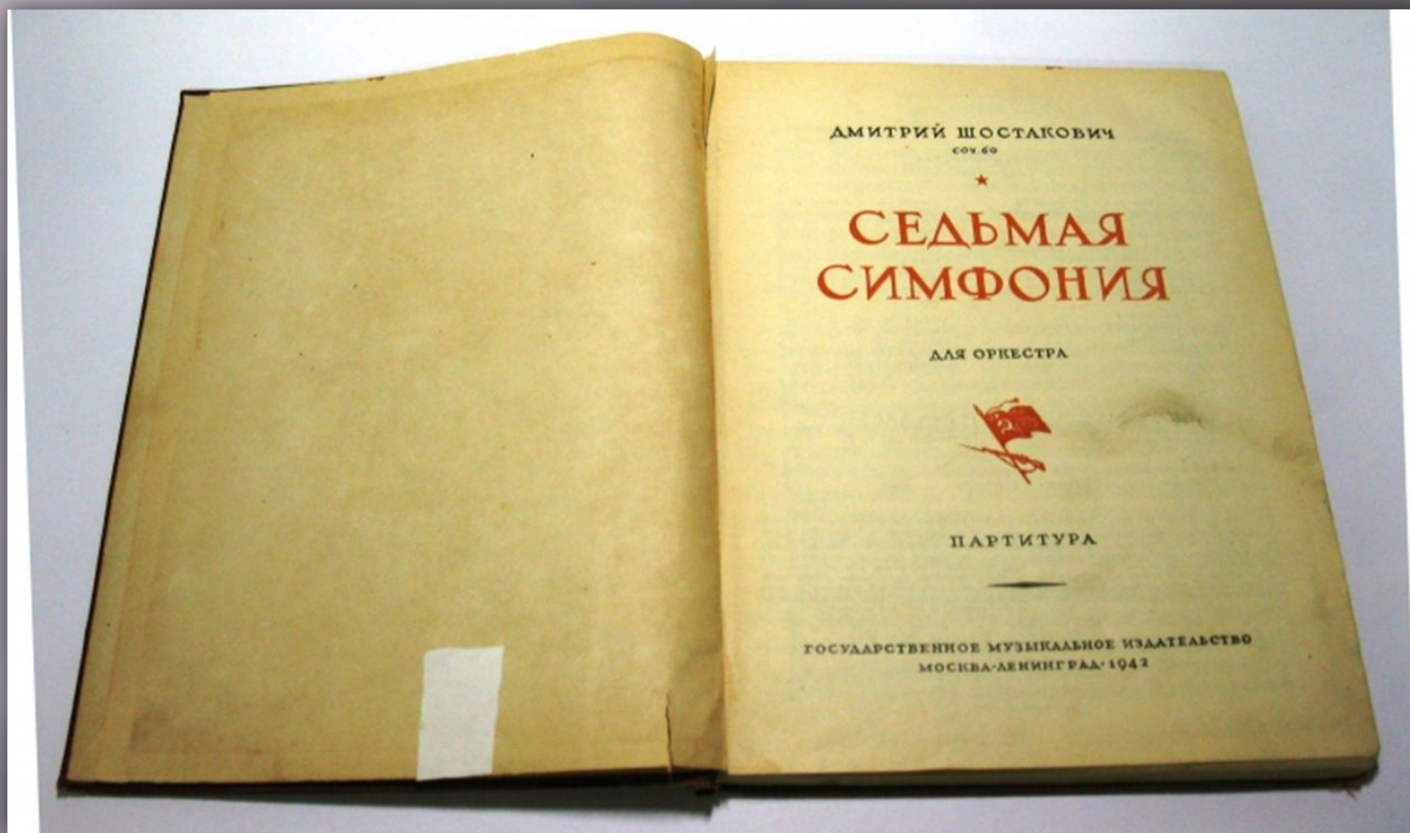 ДМИТРИЙ ШОСТАКОВИЧ
СОЧ. 60
СЕДЬМАЯ
СИМФОНИЯ
ДЛЯ ОРКЕСТРА
ПАРТИТУРА
ГОСУДАРСТВЕННОЕ МУЗЫКАЛЬНОЕ ИЗДАТЕЛЬСТВО
МОСКВА·ЛЕНИНГРАД·1942